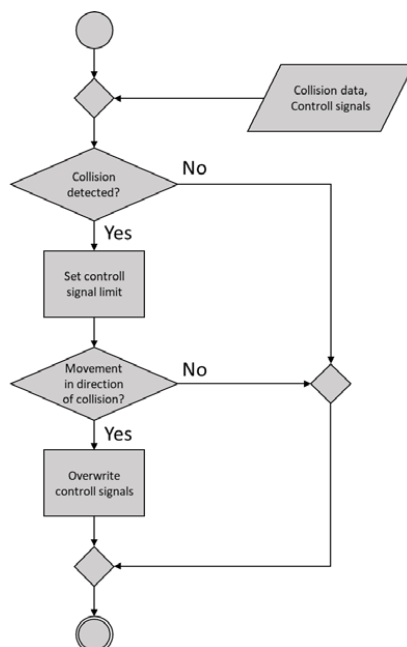 Collision data,
Controll signals
Collision
detected?
No
Yes
Set controll
signal limit
Movement
in direction
of collision?
No
Yes
Overwrite
controll signals